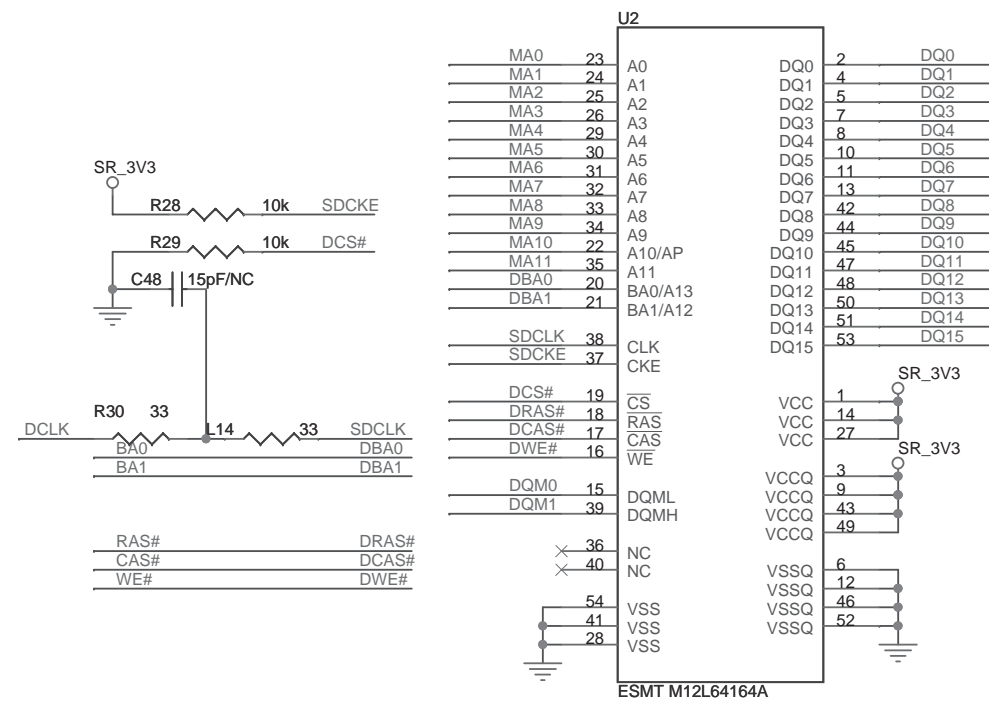 U2
MA0 23 A0 DQ0 2 DQ0
MA1 24 A1 DQ1 4 DQ1
MA2 25 A2 DQ2 5 DQ2
MA3 26 A3 DQ3 7 DQ3
MA4 29 A4 DQ4 8 DQ4
MA5 30 A5 DQ5 10 DQ5
MA6 31 A6 DQ6 11 DQ6
MA7 32 A7 DQ7 13 DQ7
MA8 33 A8 DQ8 42 DQ8
MA9 34 A9 DQ9 44 DQ9
MA10 22 A10/AP DQ10 45 DQ10
MA11 35 A11 DQ11 47 DQ11
DBA0 20 BA0/A13 DQ12 48 DQ12
DBA1 21 BA1/A12 DQ13 50 DQ13
DQ14 51 DQ14
SDCLK 38 CLK DQ15 53 DQ15
SDCKE 37 CKE
SR_3V3
DCS# 19 CS VCC 1
DRAS# 18 RAS VCC 14
DCAS# 17 CAS VCC 27
DWE# 16 WE
SR_3V3
VCCQ 3
DQM0 15 DQML VCCQ 9
DQM1 39 DQMH VCCQ 43
VCCQ 49
36 NC
40 NC VSSQ 6
VSSQ 12
54 VSS VSSQ 46
41 VSS VSSQ 52
28 VSS
ESMT M12L64164A
SR_3V3
R28 10k SDCKE
R29 10k DCS#
C48 15pF/NC
R30 33 L14 33
DCLK SDCLK
BA0 DBA0
BA1 DBA1
RAS# DRAS#
CAS# DCAS#
WE# DWE#